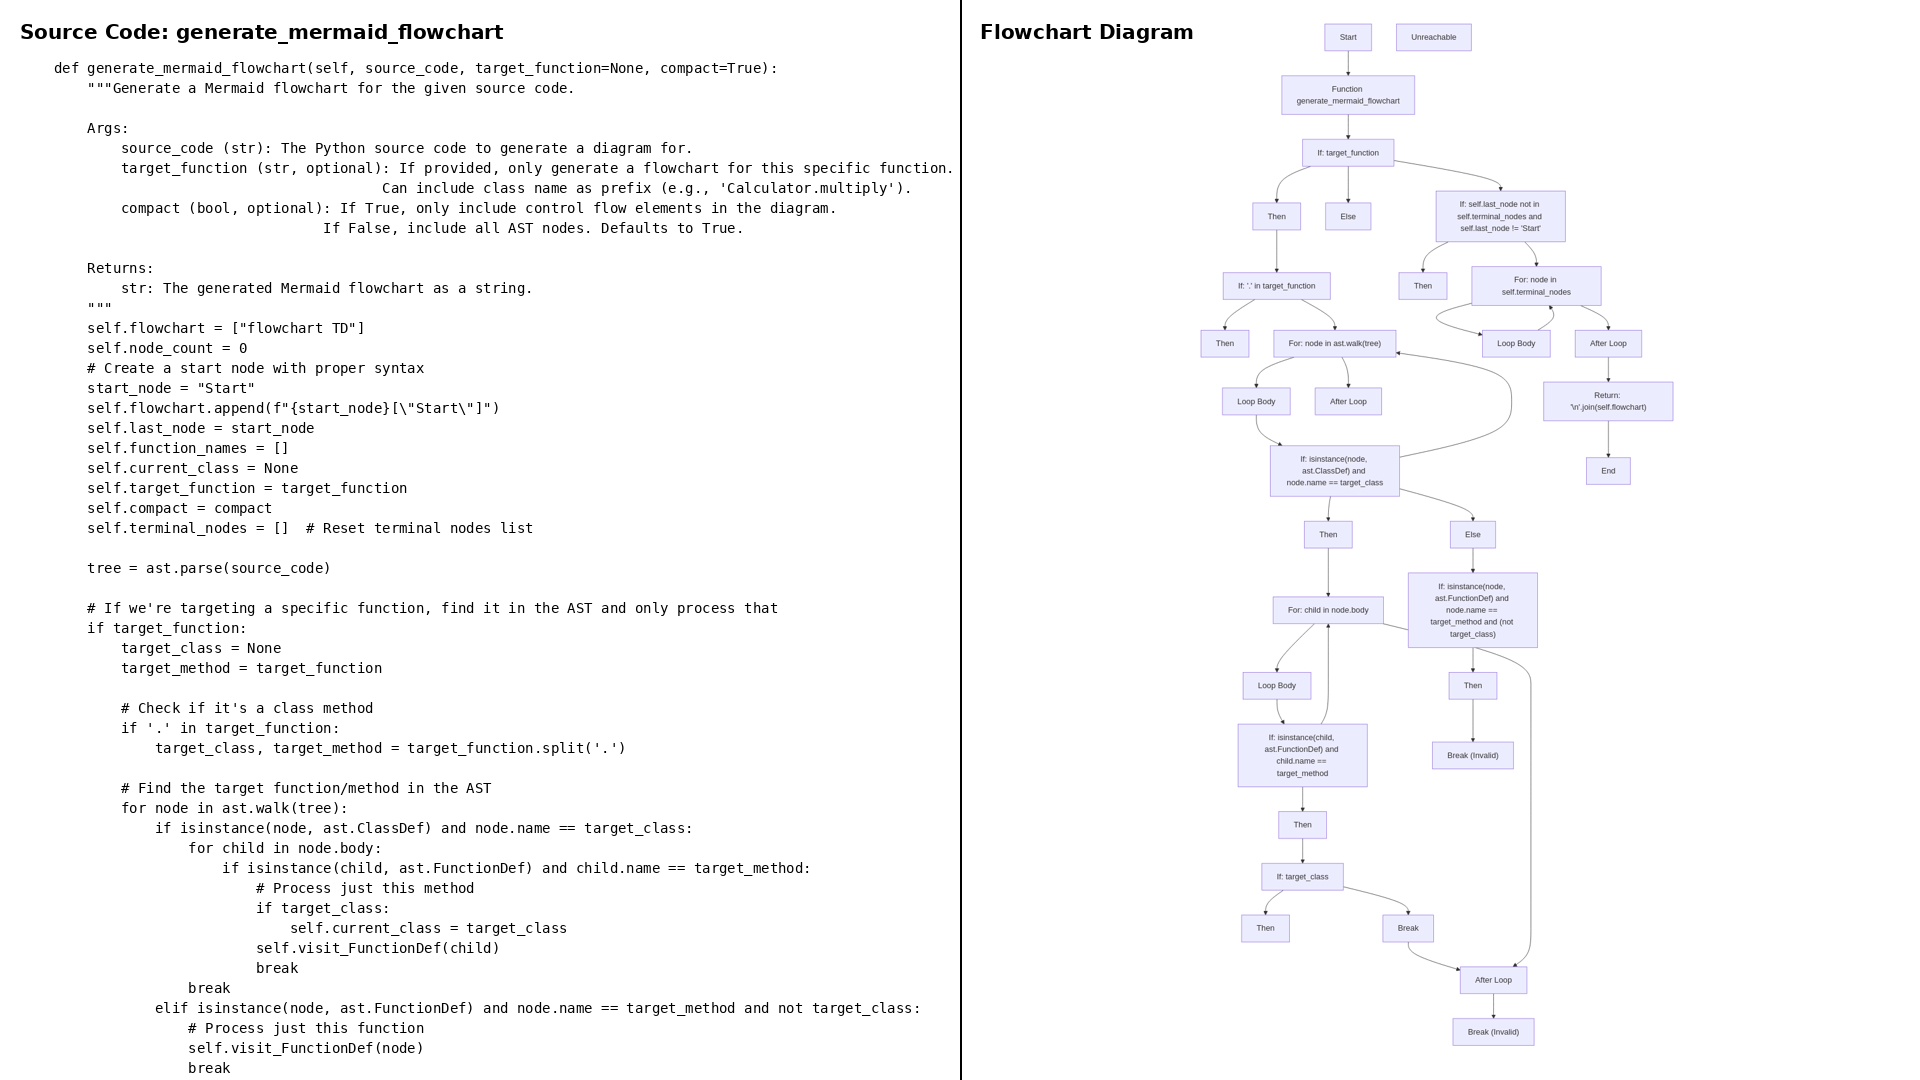 Source Code: generate_mermaid_flowchart
def generate_mermaid_flowchart(self, source_code, target_function=None, compact=True):
"""Generate a Mermaid flowchart for the given source code.
Args:
source_code (str): The Python source code to generate a diagram for.
target_function (str, optional): If provided, only generate a flowchart for this specific function.
Can include class name as prefix (e.g., 'Calculator.multiply').
compact (bool, optional): If True, only include control flow elements in the diagram.
If False, include all AST nodes. Defaults to True.
Returns:
str: The generated Mermaid flowchart as a string.
"""
self.flowchart = ["flowchart TD"]
self.node_count = 0
# Create a start node with proper syntax
start_node = "Start"
self.flowchart.append(f"{start_node}[\"Start\"]")
self.last_node = start_node
self.function_names = []
self.current_class = None
self.target_function = target_function
self.compact = compact
self.terminal_nodes = []  # Reset terminal nodes list
tree = ast.parse(source_code)
# If we're targeting a specific function, find it in the AST and only process that
if target_function:
target_class = None
target_method = target_function
# Check if it's a class method
if '.' in target_function:
target_class, target_method = target_function.split('.')
# Find the target function/method in the AST
for node in ast.walk(tree):
if isinstance(node, ast.ClassDef) and node.name == target_class:
for child in node.body:
if isinstance(child, ast.FunctionDef) and child.name == target_method:
# Process just this method
if target_class:
self.current_class = target_class
self.visit_FunctionDef(child)
break
break
elif isinstance(node, ast.FunctionDef) and node.name == target_method and not target_class:
# Process just this function
self.visit_FunctionDef(node)
break
Flowchart Diagram
Start
Unreachable
Function
generate_mermaid_flowchart
If: target_function
Then
Else
If: self.last_node not in
self.terminal_nodes and
self.last_node != 'Start'
If: '.' in target_function
Then
For: node in
self.terminal_nodes
Then
For: node in ast.walk(tree)
Loop Body
After Loop
Loop Body
After Loop
Return:
'\n'.join(self.flowchart)
If: isinstance(node,
ast.ClassDef) and
node.name == target_class
End
Then
Else
For: child in node.body
If: isinstance(node,
ast.FunctionDef) and
node.name ==
target_method and (not
target_class)
Loop Body
Then
If: isinstance(child,
ast.FunctionDef) and
child.name ==
target_method
Break (Invalid)
Then
If: target_class
Then
Break
After Loop
Break (Invalid)